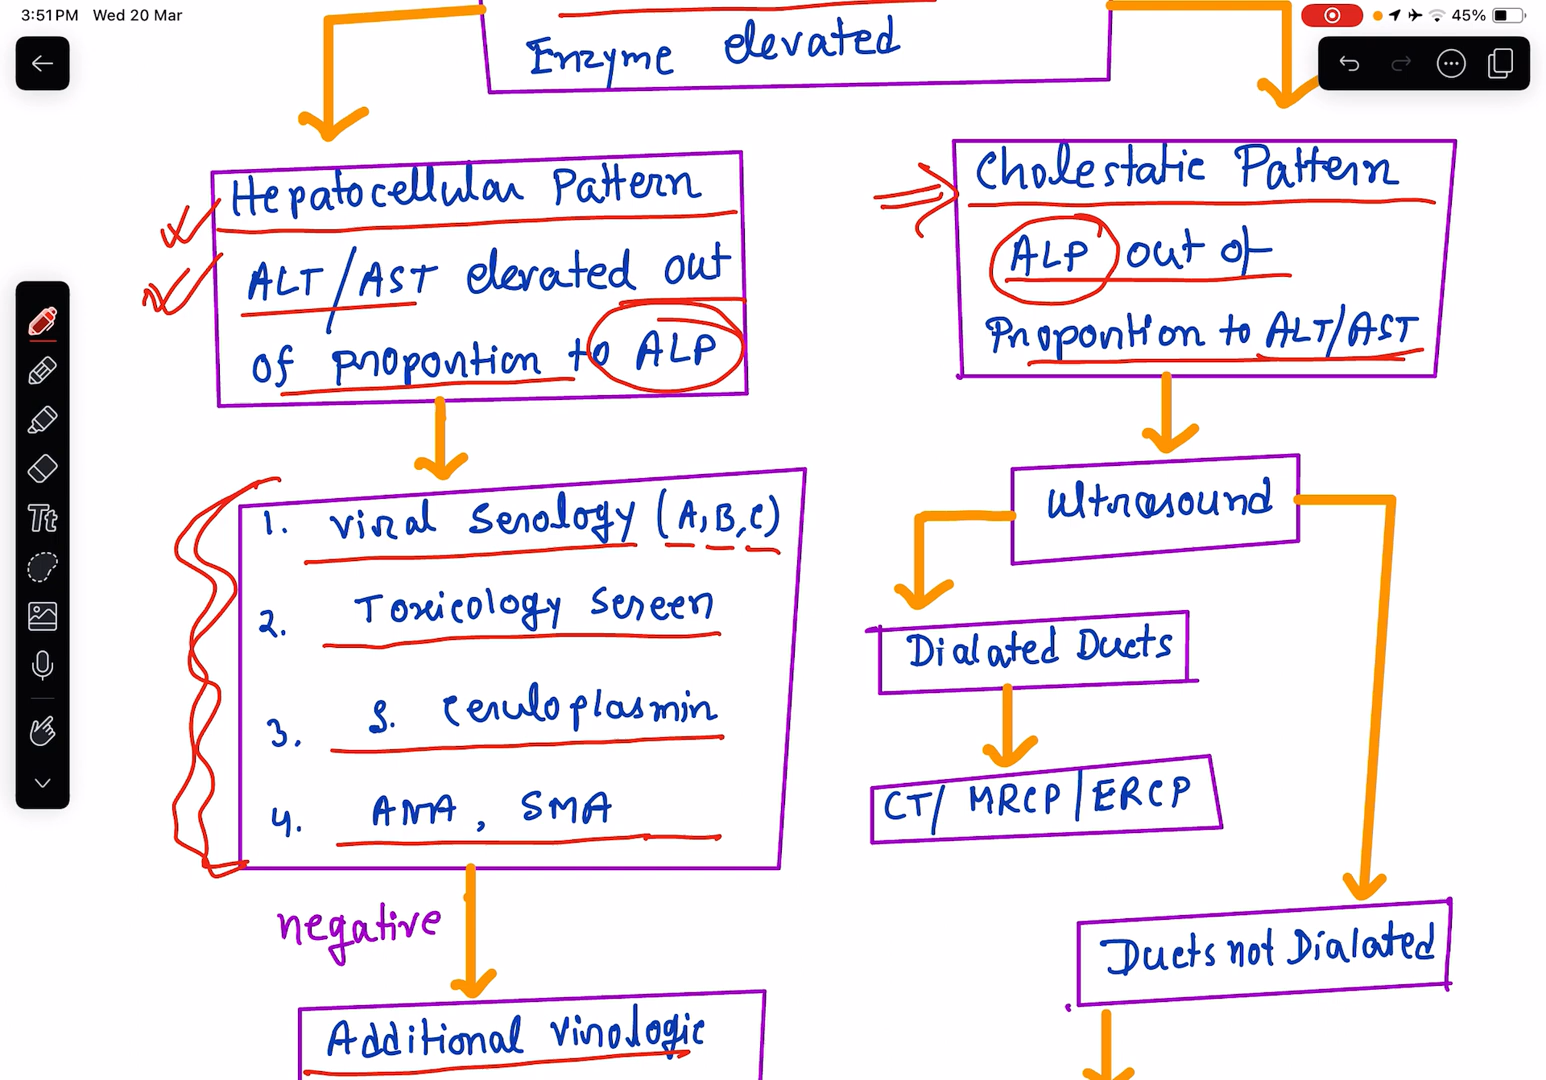 3:51 PM Wed 20 Mar
45%
Enzyme elevated
Hepatocellular Pattern
ALT/AST elevated out
of proportion to ALP
Cholestatic Pattern
ALP out of
Proportion to ALT/AST
1. Viral Serology (A,B,C)
2. Toxicology Screen
3. S. Ceruloplasmin
4. AMA, SMA
negative
Additional Virologic
Ultrasound
Dialated Ducts
CT/ MRCP/ERCP
Ducts not Dialated
Tt